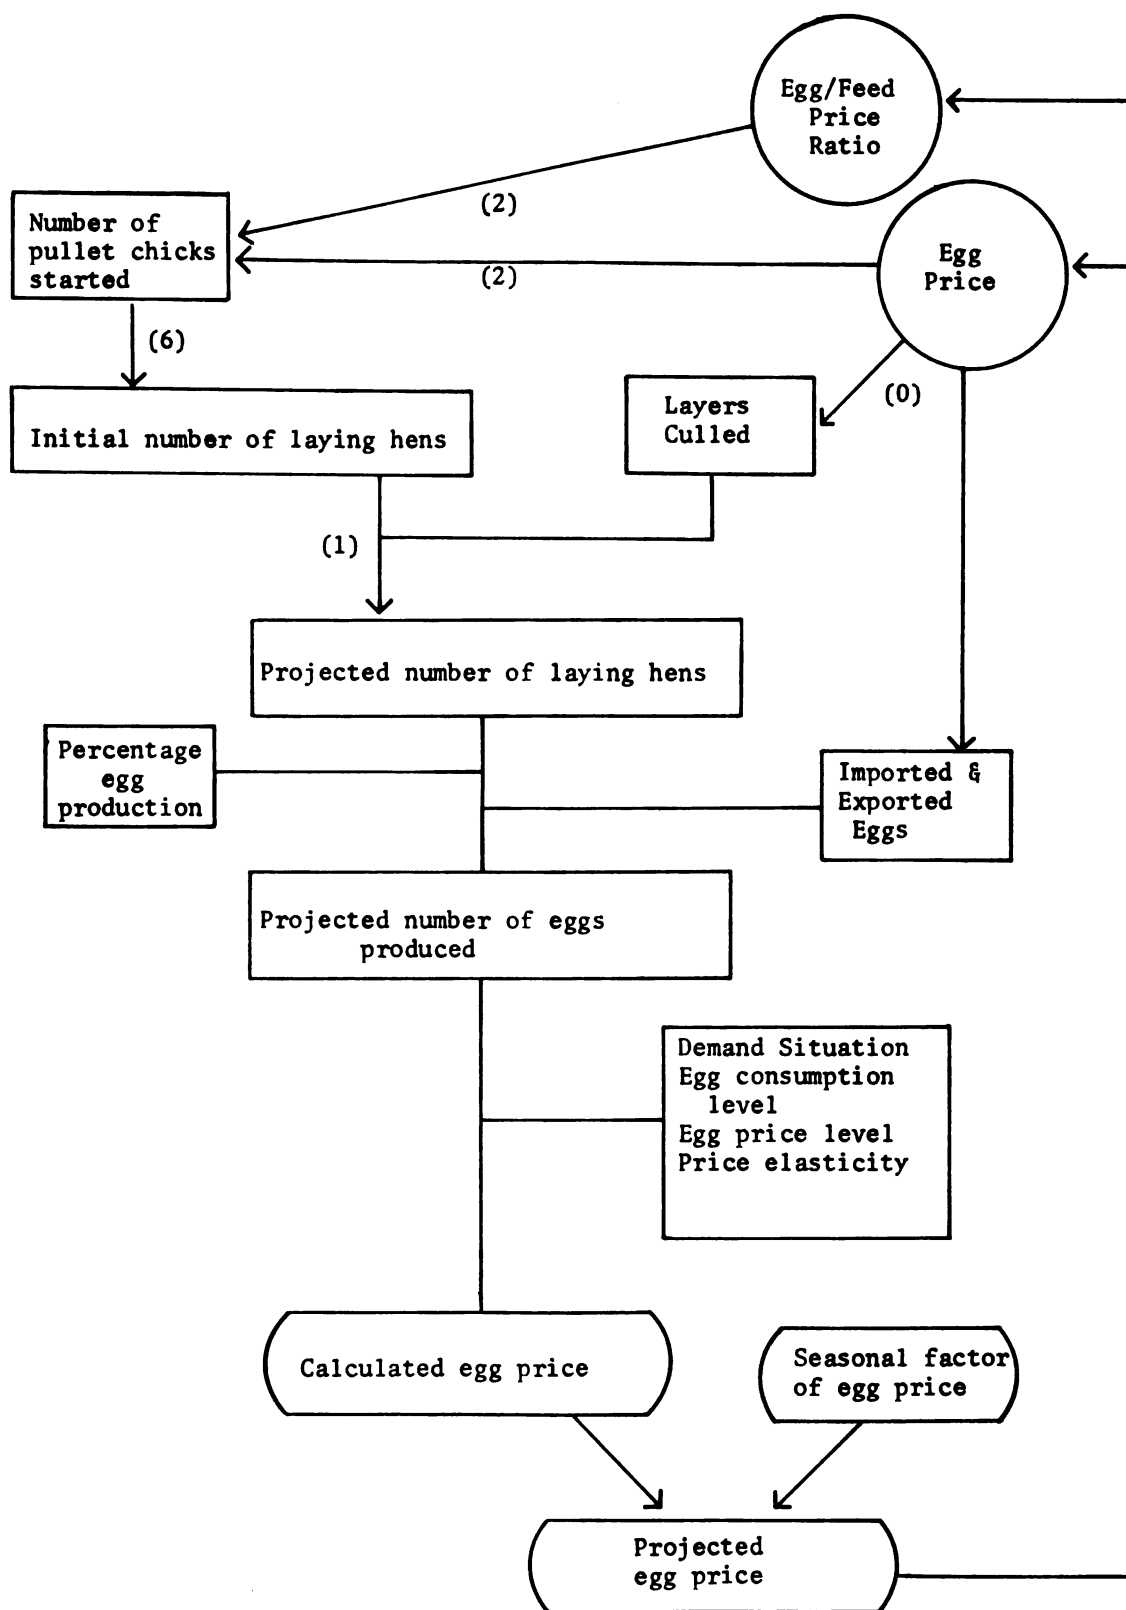 Egg/Feed
Price
Ratio
(2)
Number of
pullet chicks
started
(2)
Egg
Price
(6)
(0)
Layers
Culled
Initial number of laying hens
(1)
Projected number of laying hens
Percentage
egg
production
Imported &
Exported
Eggs
Projected number of eggs
produced
Demand Situation
Egg consumption
level
Egg price level
Price elasticity
Calculated egg price
Seasonal factor
of egg price
Projected
egg price